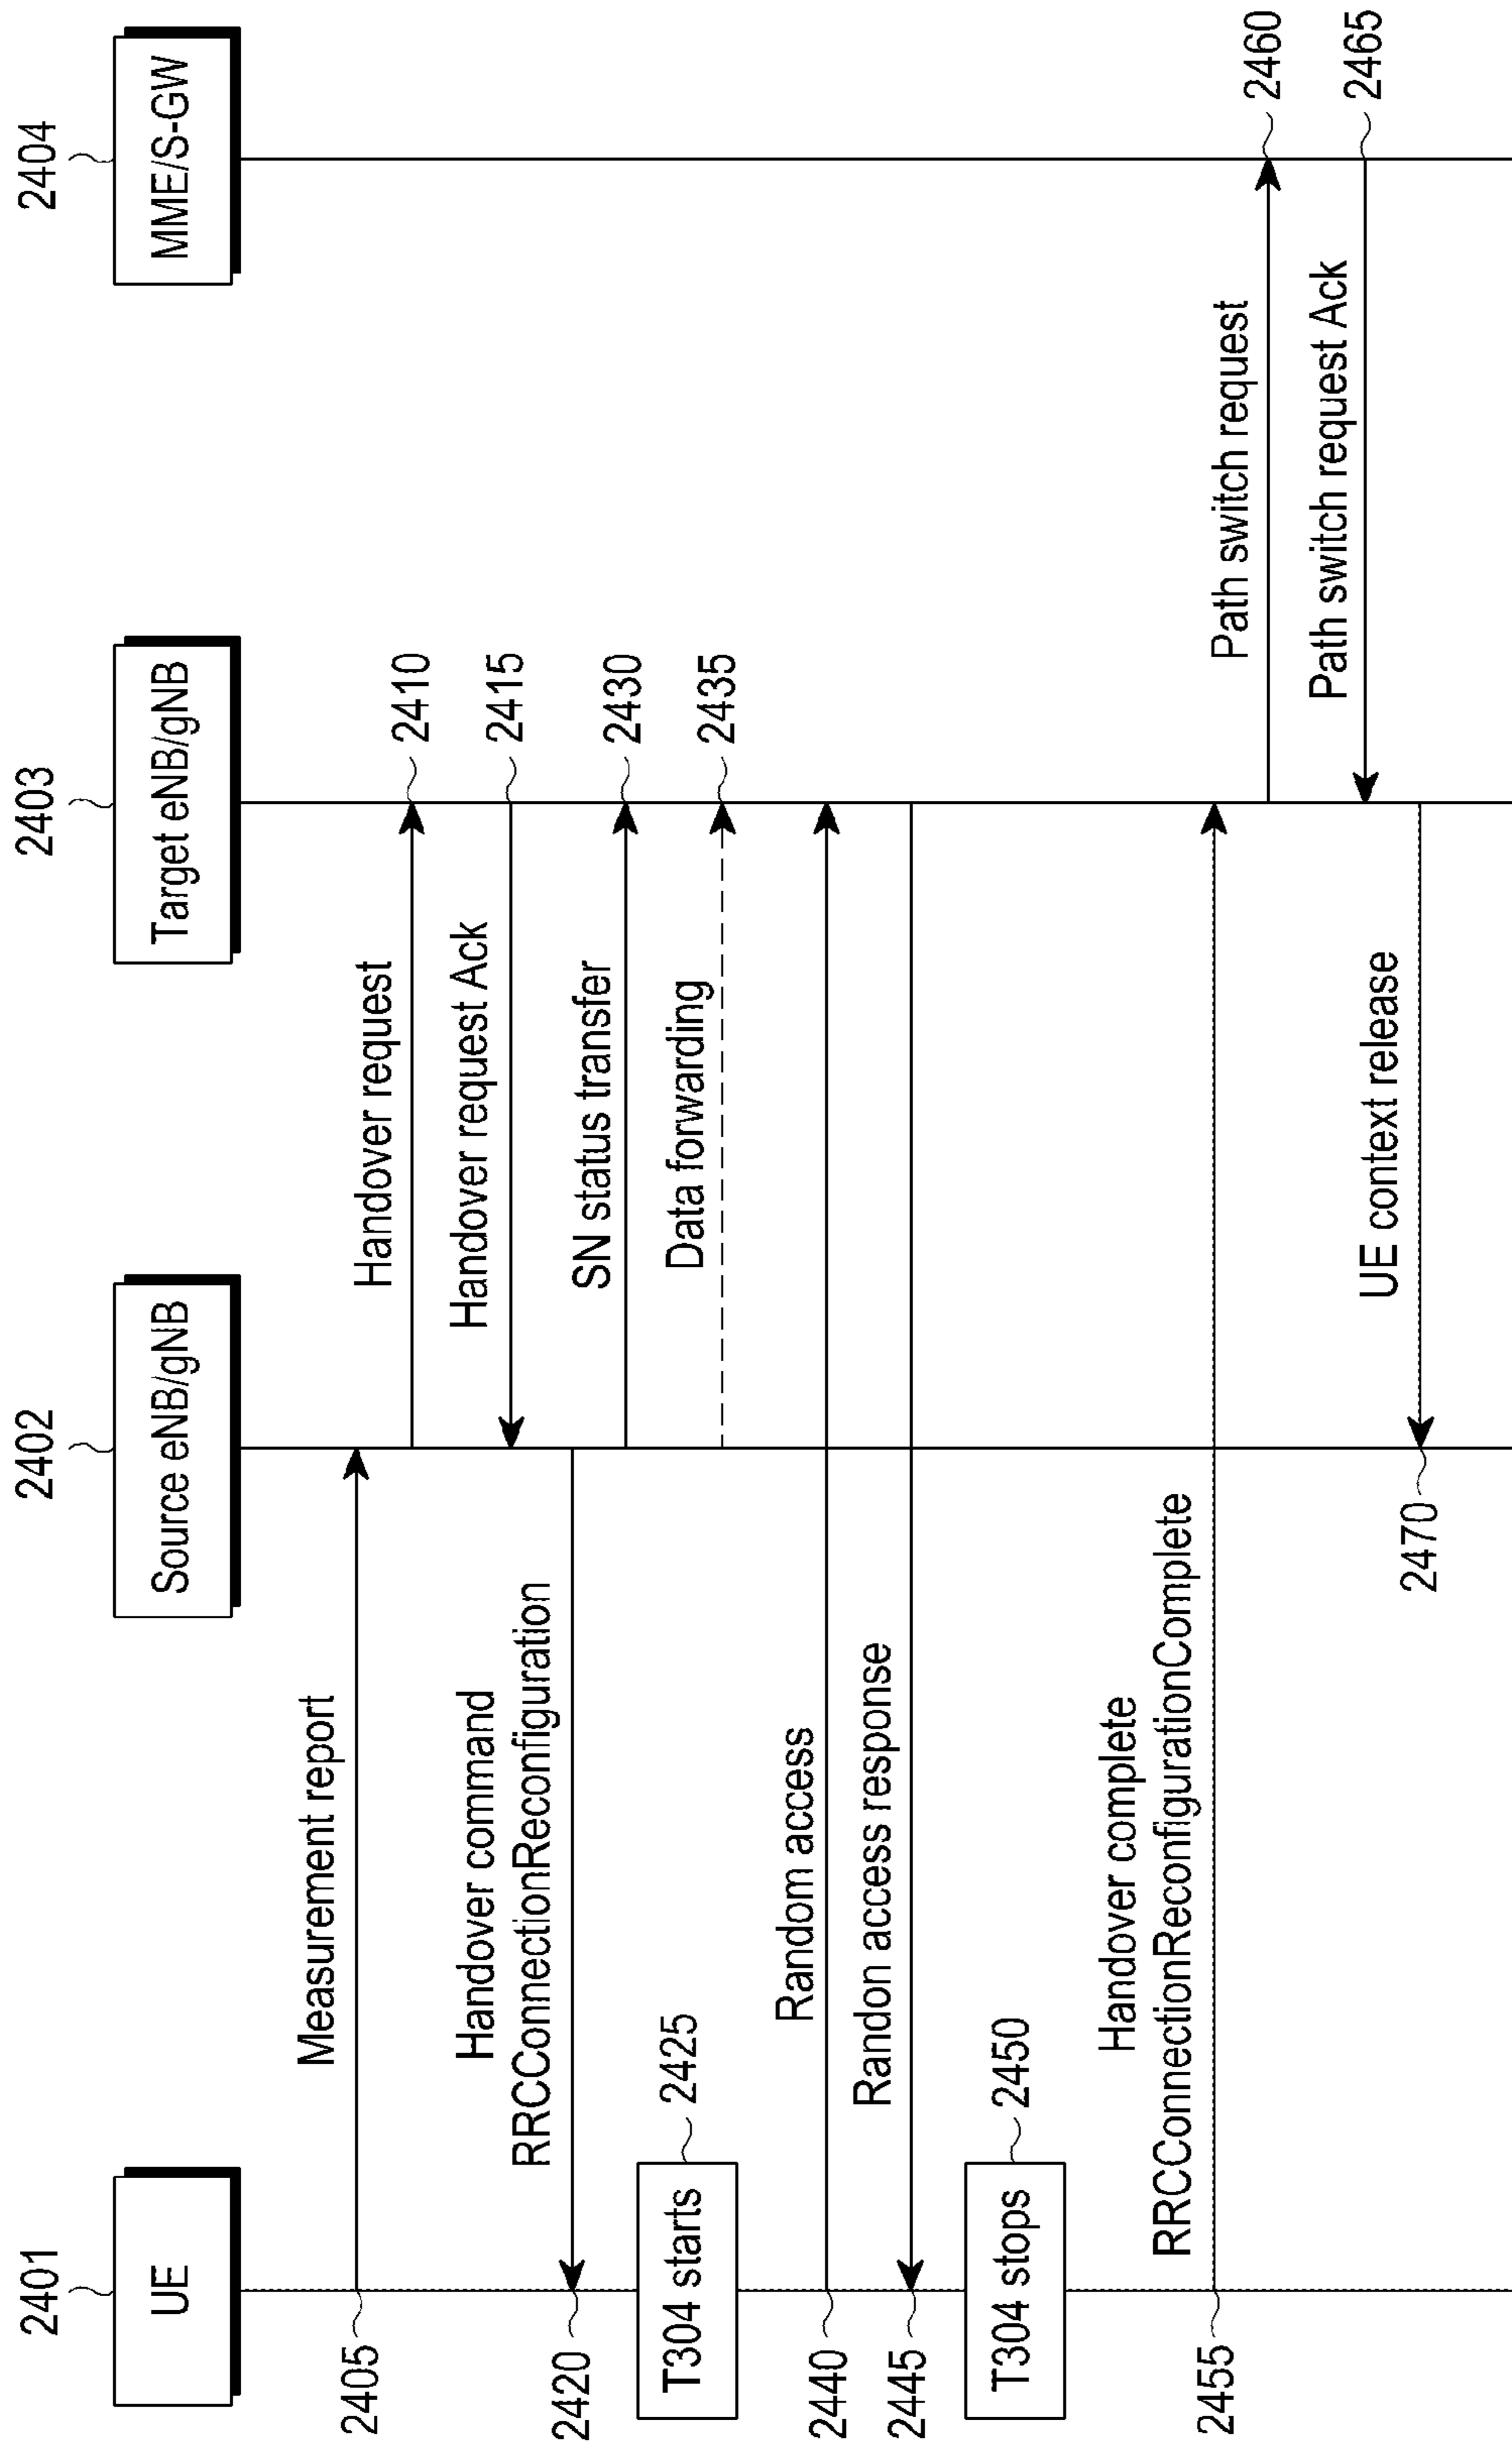 2401
2402
2403
2404
UE
Source eNB/gNB
Target eNB/gNB
MME/S-GW
2405
Measurement report
Handover request
2410
Handover request Ack
2415
Handover command
RRCConnectionReconfiguration
2420
SN status transfer
2430
T304 starts
2425
Data forwarding
2435
Random access
2440
Randon access response
2445
T304 stops
2450
Handover complete
RRCConnectionReconfigurationComplete
2455
Path switch request
2460
Path switch request Ack
2465
UE context release
2470